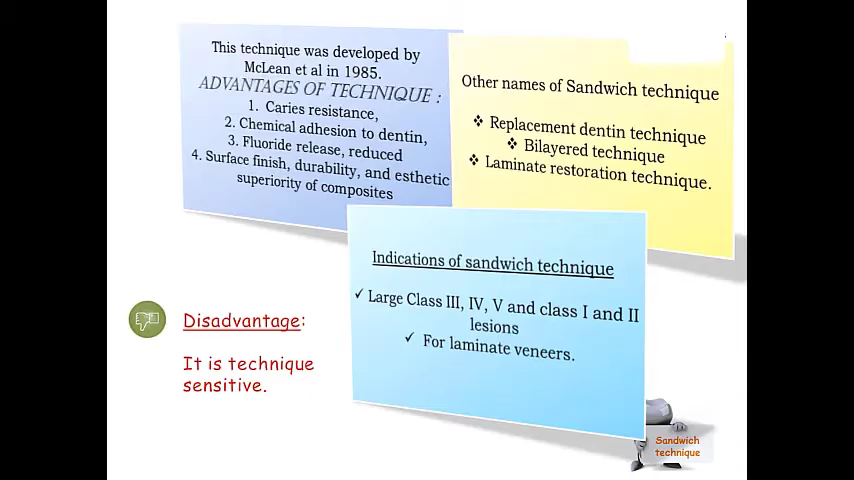 This technique was developed by
McLean et al in 1985.
ADVANTAGES OF TECHNIQUE :
1. Caries resistance,
2. Chemical adhesion to dentin,
3. Fluoride release, reduced
4. Surface finish, durability, and esthetic
superiority of composites
Other names of Sandwich technique
❖ Replacement dentin technique
❖ Bilayered technique
❖ Laminate restoration technique.
Indications of sandwich technique
✓ Large Class III, IV, V and class I and II
lesions
✓ For laminate veneers.
Disadvantage:
It is technique
sensitive.
Sandwich
technique